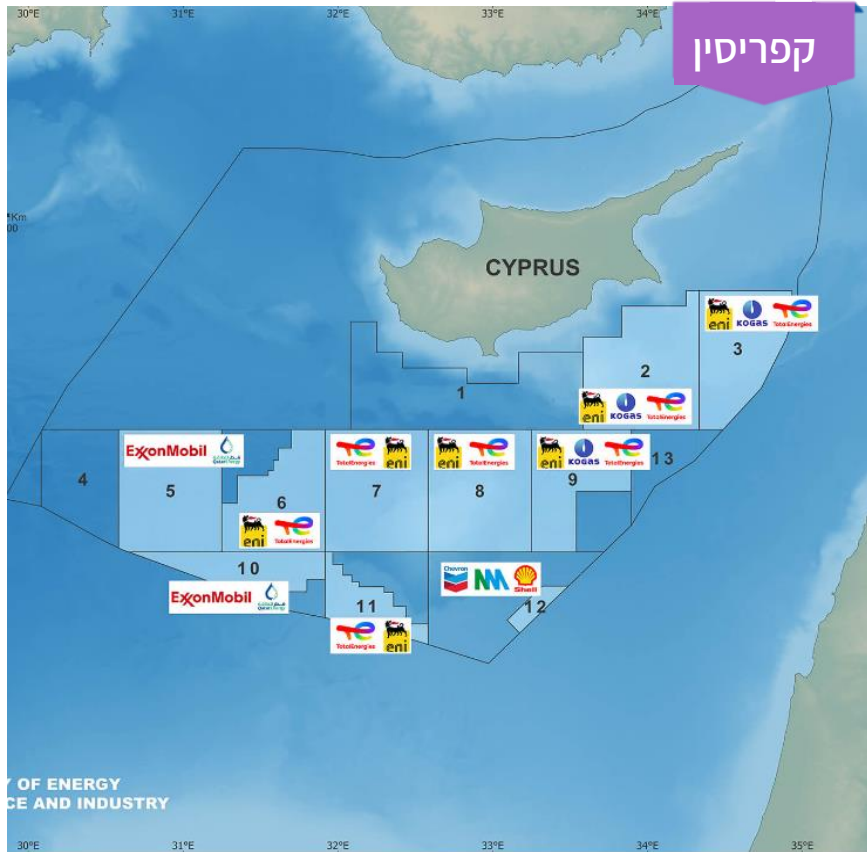 30°E 31°E 32°E 33°E 34°E
קפריסין
Km
00
CYPRUS
eni KOGAS TotalEnergies
3
2
1
eni KOGAS TotalEnergies
ExxonMobil
TotalEnergies eni
eni TotalEnergies
eni KOGAS TotalEnergies
13
4
5
6
7
8
9
eni TotalEnergies
10
Chevron NM Shell
ExxonMobil
11
12
TotalEnergies eni
Y OF ENERGY
CE AND INDUSTRY
30°E 31°E 32°E 33°E 34°E 35°E